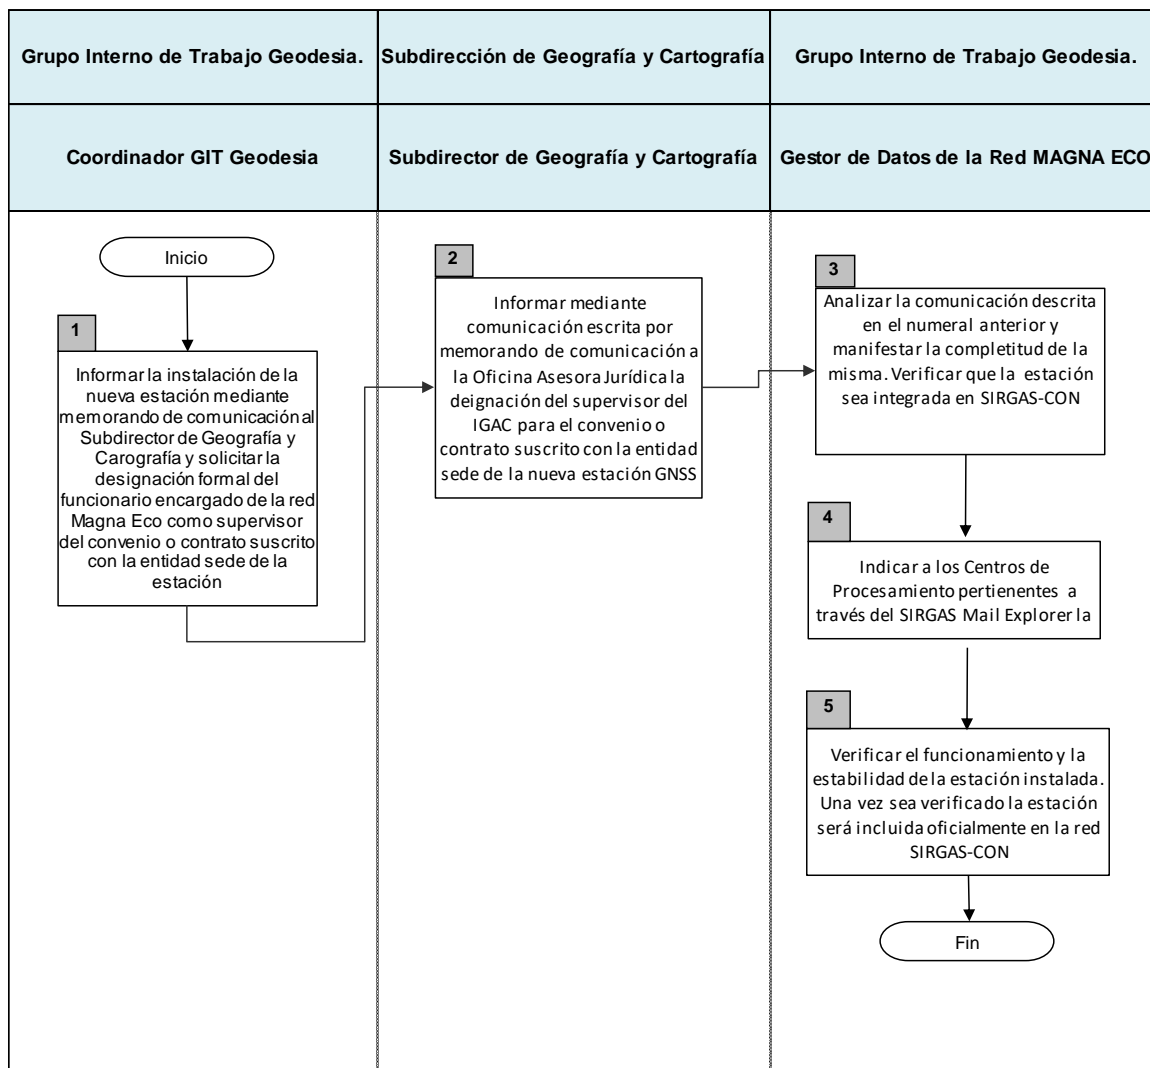 Grupo Interno de Trabajo Geodesia.
Subdirección de Geografía y Cartografía
Grupo Interno de Trabajo Geodesia.
Coordinador GIT Geodesia
Subdirector de Geografía y Cartografía
Gestor de Datos de la Red MAGNA ECO
Inicio
1
Informar la instalación de la
nueva estación mediante
memorando de comunicación al
Subdirector de Geografía y
Carografía y solicitar la
designación formal del
funcionario encargado de la red
Magna Eco como supervisor
del convenio o contrato suscrito
con la entidad sede de la
estación
2
Informar mediante
comunicación escrita por
memorando de comunicación a
la Oficina Asesora Jurídica la
deignación del supervisor del
IGAC para el convenio o
contrato suscrito con la entidad
sede de la nueva estación GNSS
3
Analizar la comunicación descrita
en el numeral anterior y
manifestar la completitud de la
misma. Verificar que la estación
sea integrada en SIRGAS-CON
4
Indicar a los Centros de
Procesamiento pertienentes a
través del SIRGAS Mail Explorer la
5
Verificar el funcionamiento y la
estabilidad de la estación instalada.
Una vez sea verificado la estación
será incluida oficialmente en la red
SIRGAS-CON
Fin